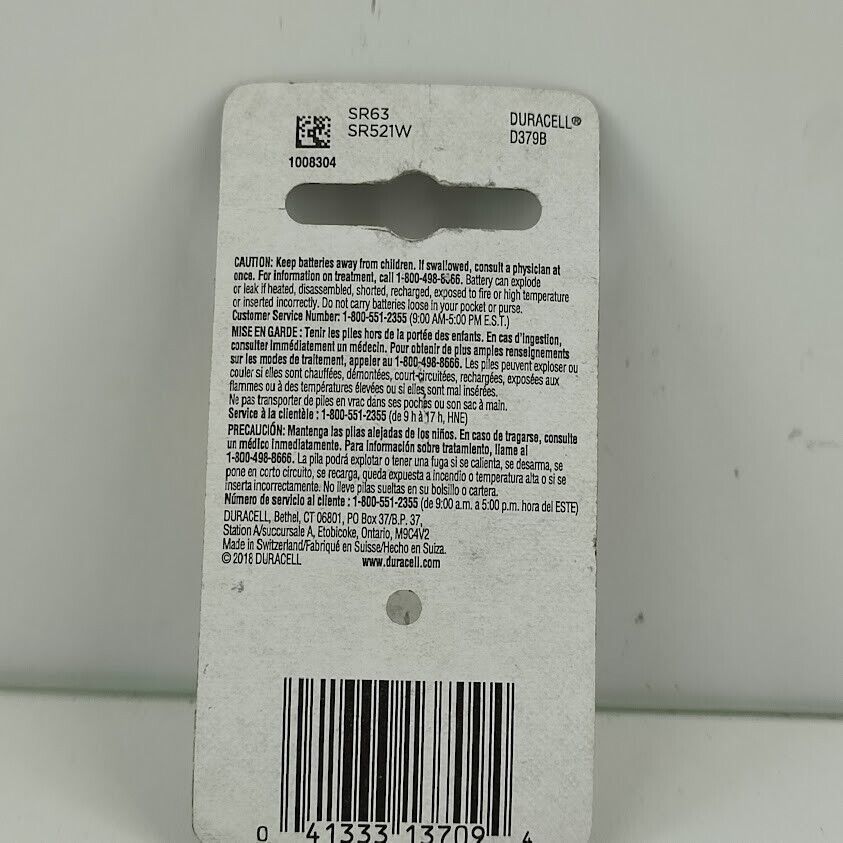 SR63
SR521W
DURACELL®
D379B
1008304
CAUTION: Keep batteries away from children. If swallowed, consult a physician at
once. For information on treatment, call 1-800-498-8666. Battery can explode
or leak if heated, disassembled, shorted, recharged, exposed to fire or high temperature
or inserted incorrectly. Do not carry batteries loose in your pocket or purse.
Customer Service Number: 1-800-551-2355 (9:00 AM-5:00 PM E.S.T.)
MISE EN GARDE : Tenir les piles hors de la portée des enfants. En cas d'ingestion,
consulter immédiatement un médecin. Pour obtenir de plus amples renseignements
sur les modes de traitement, appeler au 1-800-498-8666. Les piles peuvent exploser ou
couler si elles sont chauffées, démontées, court-circuitées, rechargées, exposées aux
flammes ou à des températures élevées ou si elles sont mal insérées.
Ne pas transporter de piles en vrac dans ses poches ou son sac à main.
Service à la clientèle : 1-800-551-2355 (de 9 h à 17 h, HNE)
PRECAUCIÓN: Mantenga las pilas alejadas de los niños. En caso de tragarse, consulte
un médico inmediatamente. Para información sobre tratamiento, llame al
1-800-498-8666. La pila podrá explotar o tener una fuga si se calienta, se desarma, se
pone en corto circuito, se recarga, queda expuesta a incendio o temperatura alta o si se
inserta incorrectamente. No lleve pilas sueltas en su bolsillo o cartera.
Número de servicio al cliente : 1-800-551-2355 (de 9:00 a.m. a 5:00 p.m. hora del ESTE)
DURACELL, Bethel, CT 06801, PO Box 37/B.P. 37,
Station A/succursale A, Etobicoke, Ontario, M9C4V2
Made in Switzerland/Fabriqué en Suisse/Hecho en Suiza.
© 2018 DURACELL www.duracell.com
0 41333 13709 4